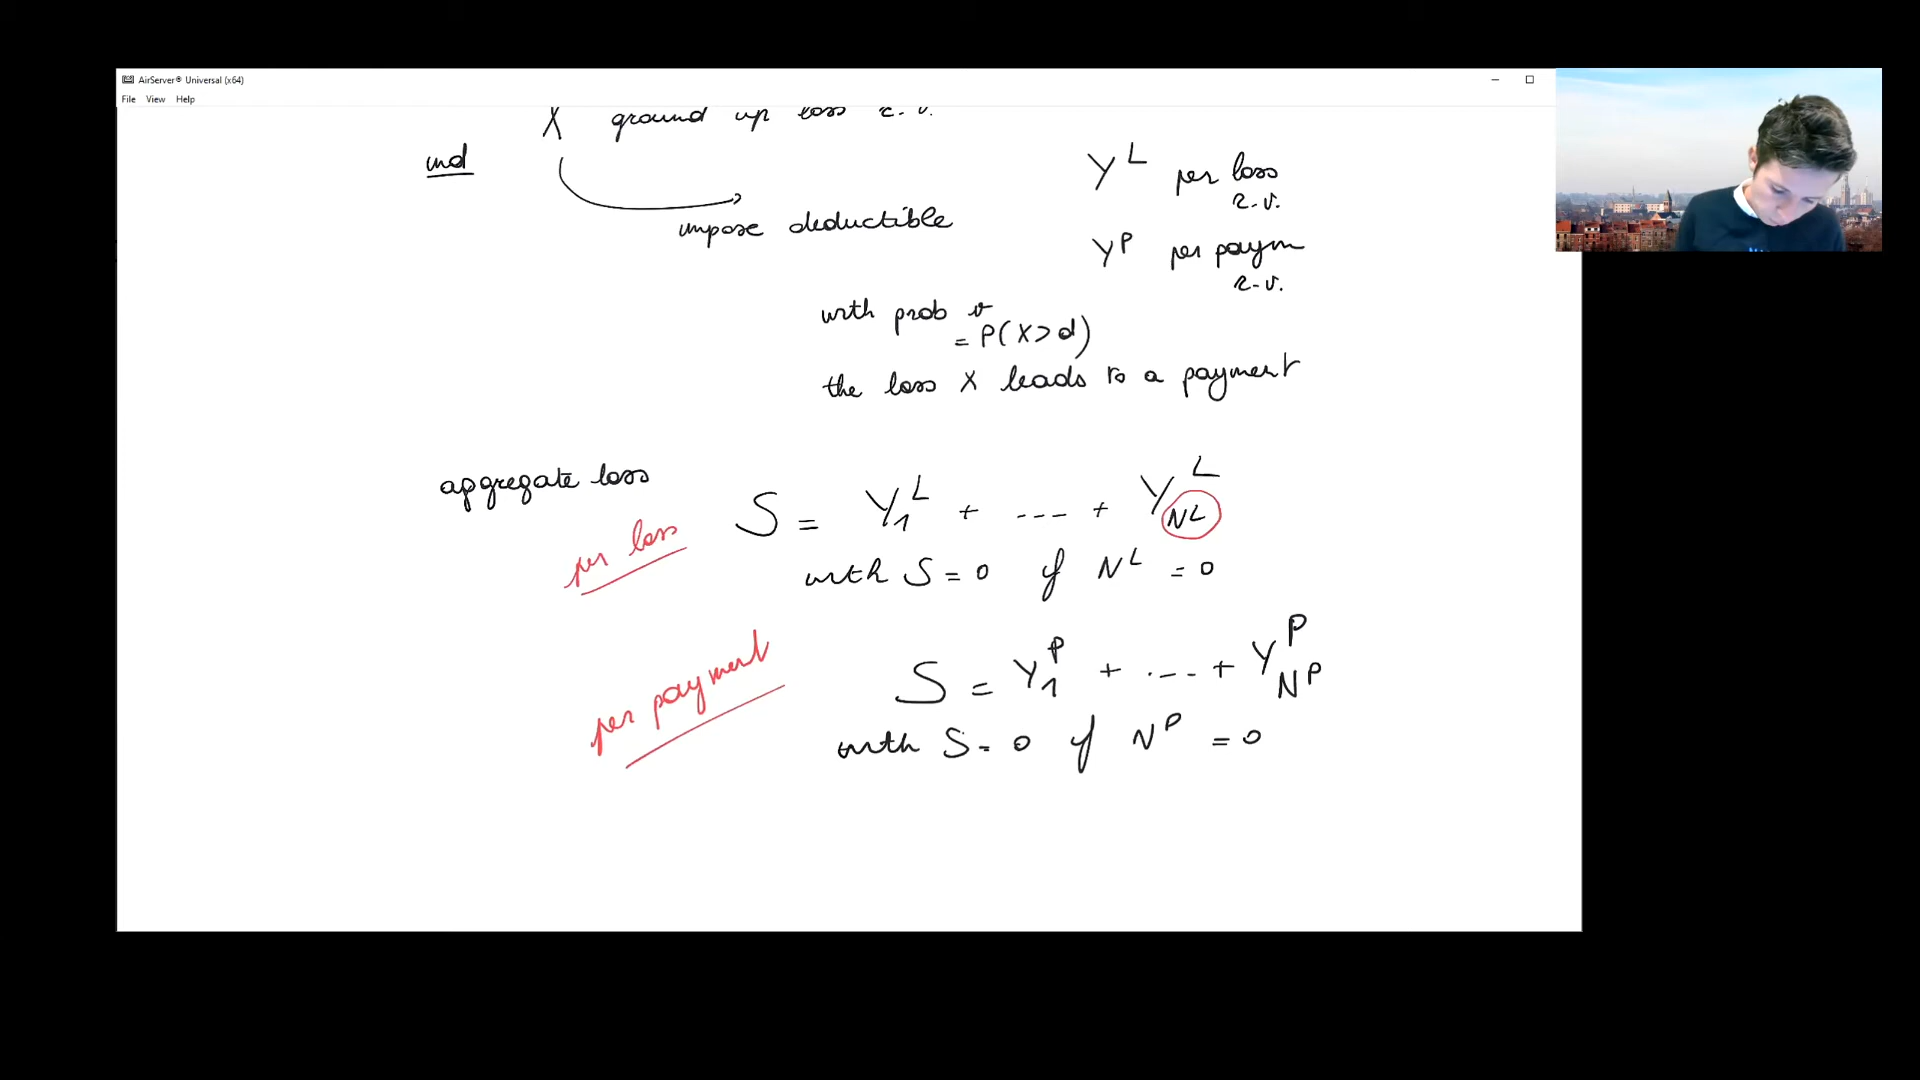 AirServer® Universal (x64)
File View Help
X ground up loss r.v.
ind
Y^L per loss
r.v.
impose deductible
Y^P per paym
r.v.
with prob v
= P(X>d)
the loss X leads to a payment
aggregate loss
S = Y_1^L + --- + Y_{N^L}^L
per loss
with S = 0 if N^L = 0
S = Y_1^P + ---- + Y_{N^P}^P
per payment
with S = 0 if N^P = 0